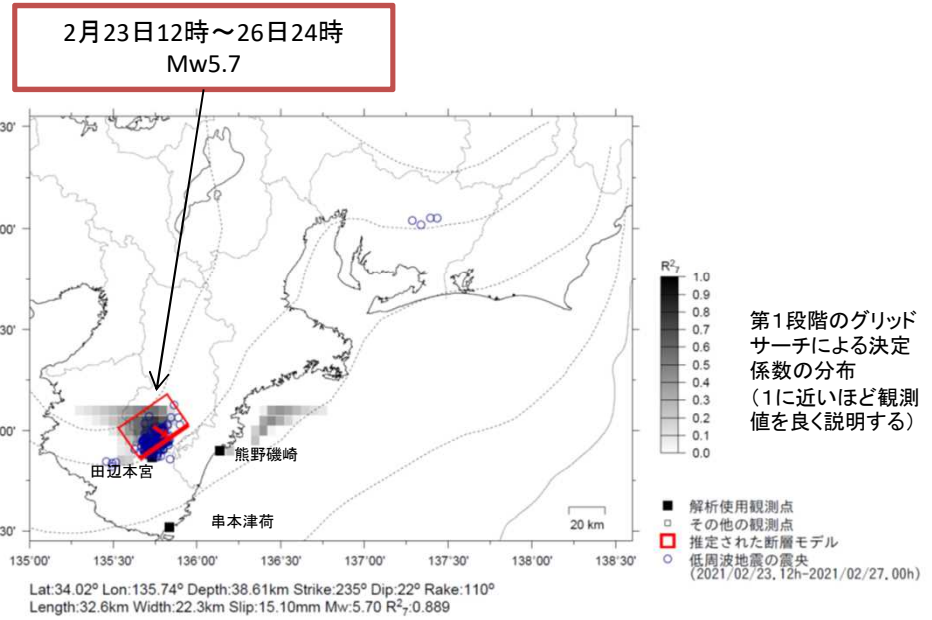 2月23日12時～26日24時
Mw5.7
30'
00'
30'
00'
30'
135°00'
135°30'
136°00'
136°30'
137°00'
137°30'
138°00'
138°30'
田辺本宮
熊野磯崎
串本津荷
20 km
R²₇
1.0
0.9
0.8
0.7
0.6
0.5
0.4
0.3
0.2
0.1
0.0
第１段階のグリッド
サーチによる決定
係数の分布
（１に近いほど観測
値を良く説明する）
解析使用観測点
その他の観測点
推定された断層モデル
低周波地震の震央
(2021/02/23.12h-2021/02/27.00h)
Lat:34.02° Lon:135.74° Depth:38.61km Strike:235° Dip:22° Rake:110°
Length:32.6km Width:22.3km Slip:15.10mm Mw:5.70 R²₇:0.889